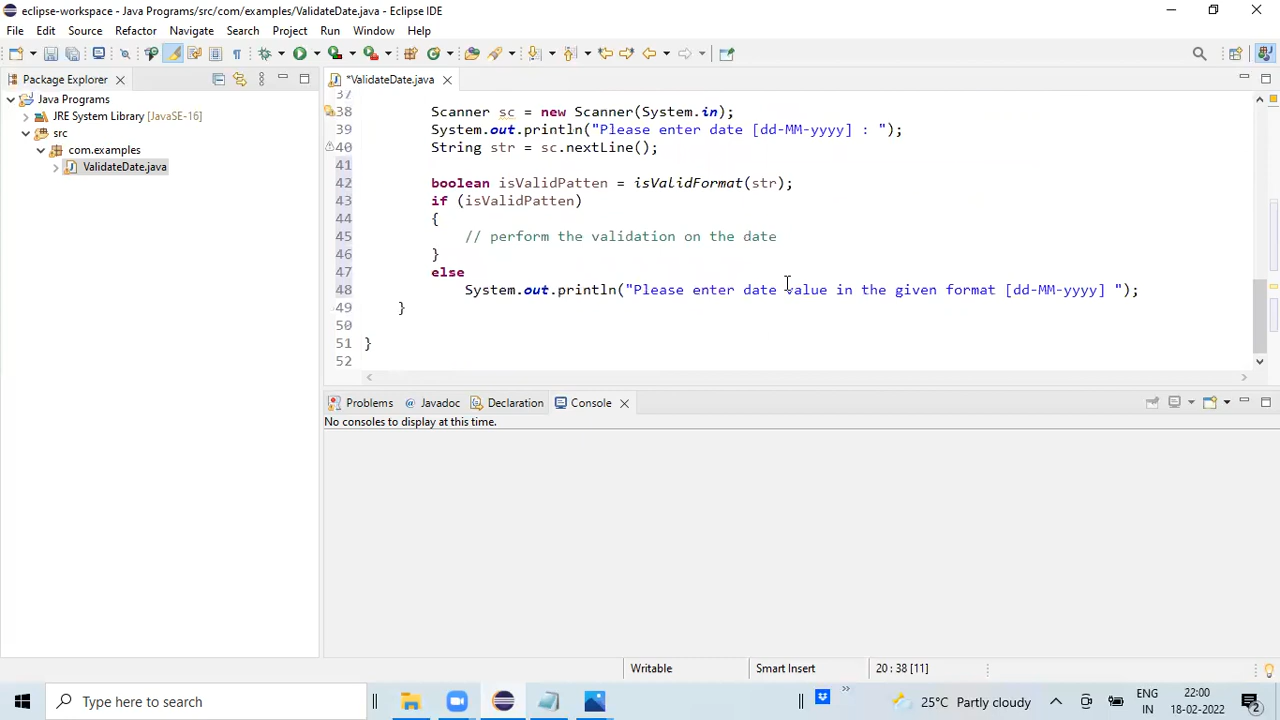 eclipse-workspace - Java Programs/src/com/examples/ValidateDate.java - Eclipse IDE
File Edit Source Refactor Navigate Search Project Run Window Help
Package Explorer
*ValidateDate.java
Java Programs
JRE System Library [JavaSE-16]
src
com.examples
ValidateDate.java
37
38 Scanner sc = new Scanner(System.in);
39 System.out.println("Please enter date [dd-MM-yyyy] : ");
40 String str = sc.nextLine();
41
42 boolean isValidPatten = isValidFormat(str);
43 if (isValidPatten)
44 {
45 // perform the validation on the date
46 }
47 else
48 System.out.println("Please enter date value in the given format [dd-MM-yyyy] ");
49 }
50
51 }
52
Problems @ Javadoc Declaration Console
No consoles to display at this time.
Writable Smart Insert 20 : 38 [11]
Type here to search
25°C Partly cloudy
ENG
IN
22:00
18-02-2022
2